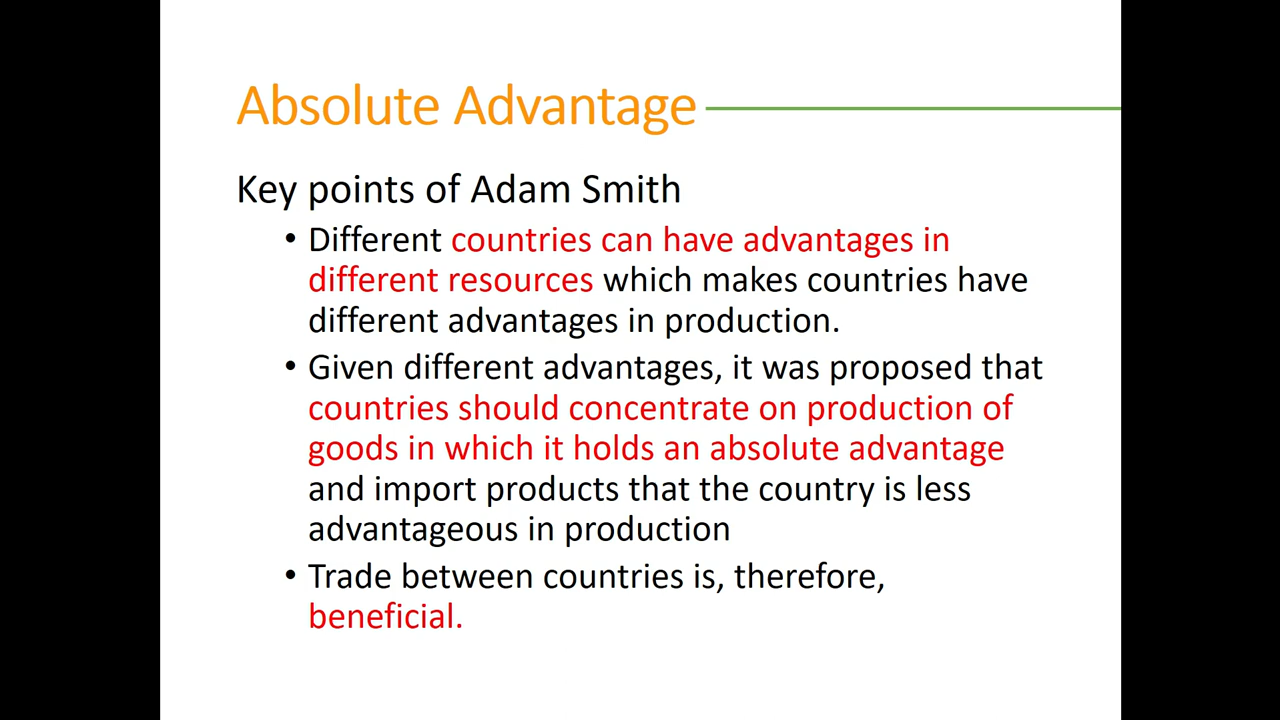 Absolute Advantage
Key points of Adam Smith
• Different countries can have advantages in
different resources which makes countries have
different advantages in production.
• Given different advantages, it was proposed that
countries should concentrate on production of
goods in which it holds an absolute advantage
and import products that the country is less
advantageous in production
• Trade between countries is, therefore,
beneficial.